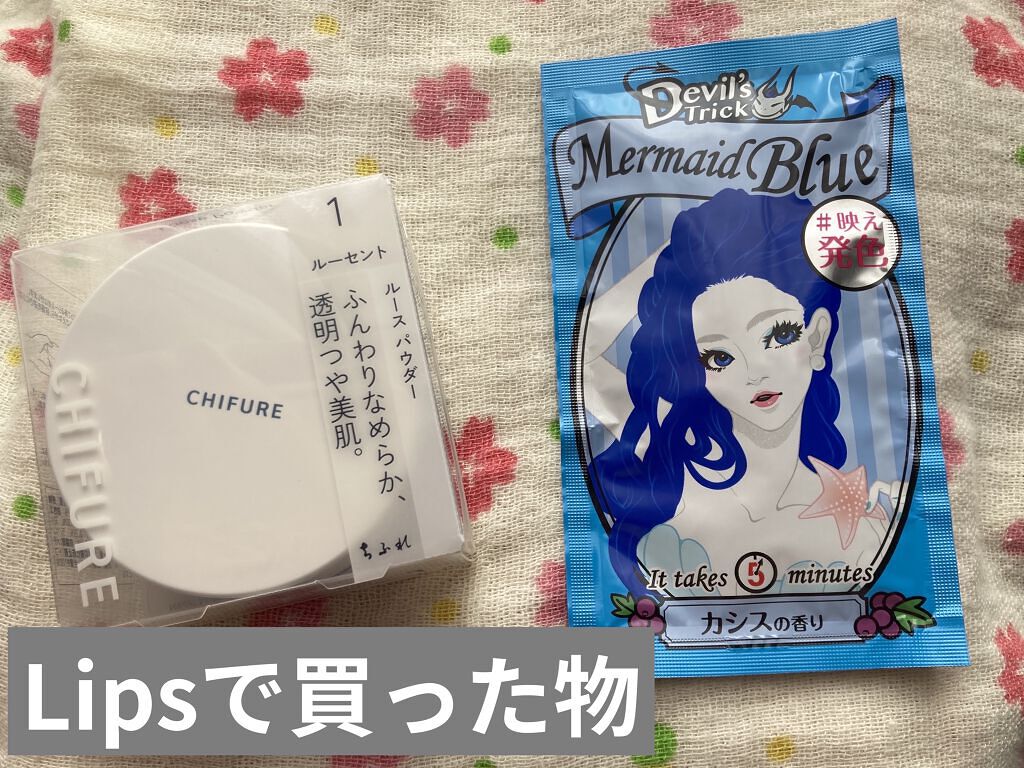 1
ルーセント
ルース パウダー
ふんわりなめらか、
透明つや美肌。
ちふれ
CHIFURE
CHIFURE
Devil's
Trick
Mermaid Blue
#映え
発色
It takes 5 minutes
カシスの香り
Lipsで買った物